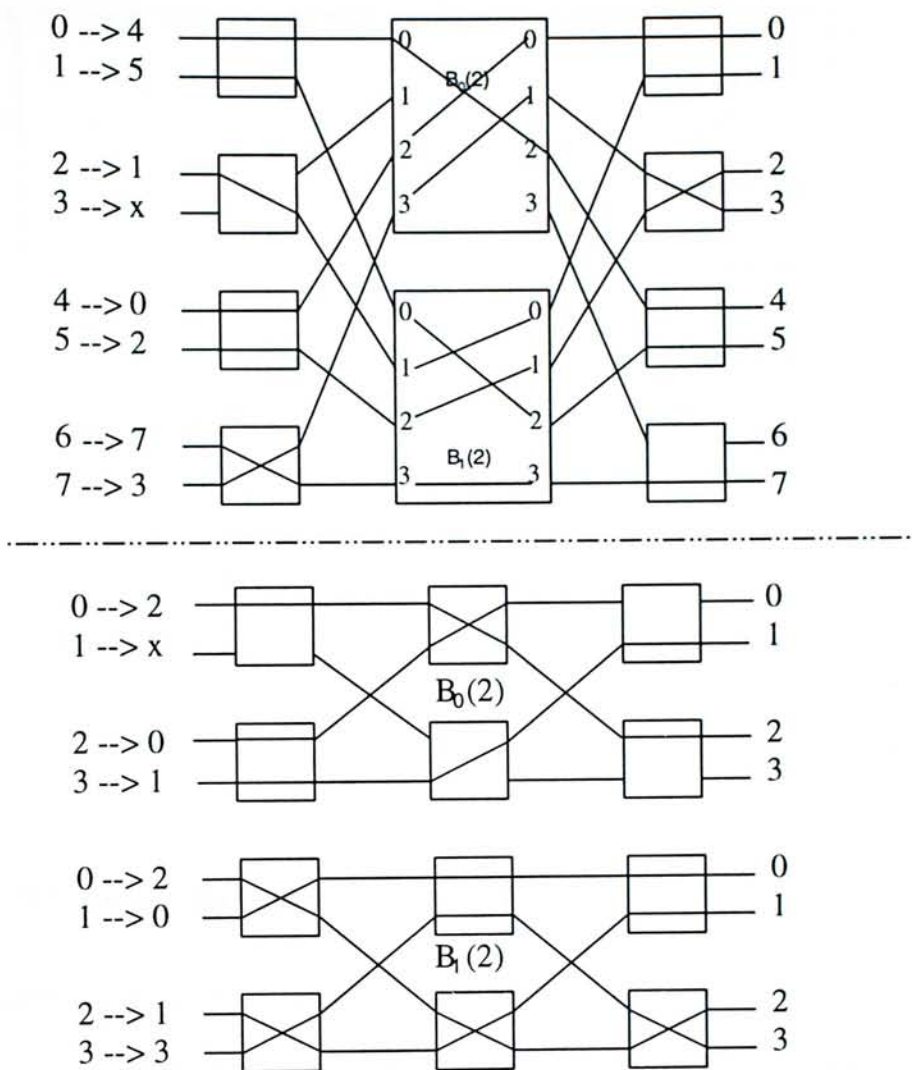 0 --> 4
0
0
0
1 --> 5
B0(2)
1
1
1
2 --> 1
2
2
2
3 --> x
3
3
3
4 --> 0
0
0
4
5 --> 2
1
1
5
2
2
6 --> 7
B1(2)
6
7 --> 3
3
3
7
0 --> 2
0
1 --> x
1
B0(2)
2 --> 0
2
3 --> 1
3
0 --> 2
0
1 --> 0
1
B1(2)
2 --> 1
2
3 --> 3
3